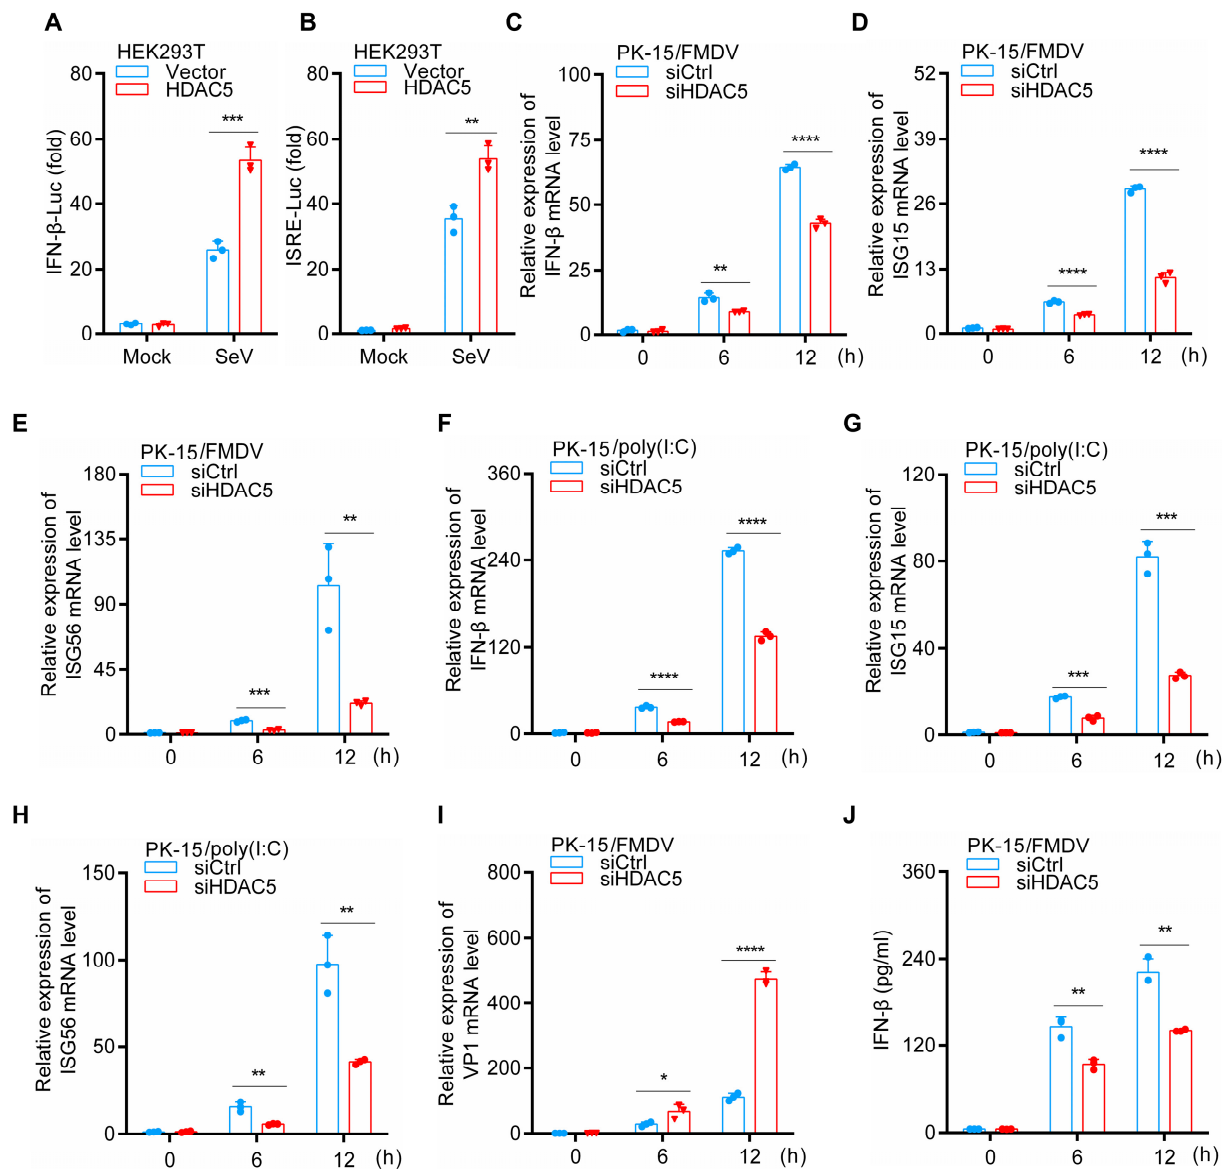 A
HEK293T
Vector
HDAC5
IFN-β-Luc (fold)
80
60
40
20
0
***
Mock
SeV
B
HEK293T
Vector
HDAC5
ISRE-Luc (fold)
80
60
40
20
0
**
Mock
SeV
C
PK-15/FMDV
siCtrl
siHDAC5
Relative expression of
IFN-β mRNA level
100
75
50
25
0
**
****
0
6
12
(h)
D
PK-15/FMDV
siCtrl
siHDAC5
Relative expression of
ISG15 mRNA level
52
39
26
13
0
****
****
0
6
12
(h)
E
PK-15/FMDV
siCtrl
siHDAC5
Relative expression of
ISG56 mRNA level
180
135
90
45
0
***
**
0
6
12
(h)
F
PK-15/poly(I:C)
siCtrl
siHDAC5
Relative expression of
IFN-β mRNA level
360
240
120
0
****
****
0
6
12
(h)
G
PK-15/poly(I:C)
siCtrl
siHDAC5
Relative expression of
ISG15 mRNA level
120
80
40
0
***
***
0
6
12
(h)
H
PK-15/poly(I:C)
siCtrl
siHDAC5
Relative expression of
ISG56 mRNA level
150
100
50
0
**
**
0
6
12
(h)
I
PK-15/FMDV
siCtrl
siHDAC5
Relative expression of
VP1 mRNA level
800
600
400
200
0
*
****
0
6
12
(h)
J
PK-15/FMDV
siCtrl
siHDAC5
IFN-β (pg/ml)
360
240
120
0
**
**
0
6
12
(h)